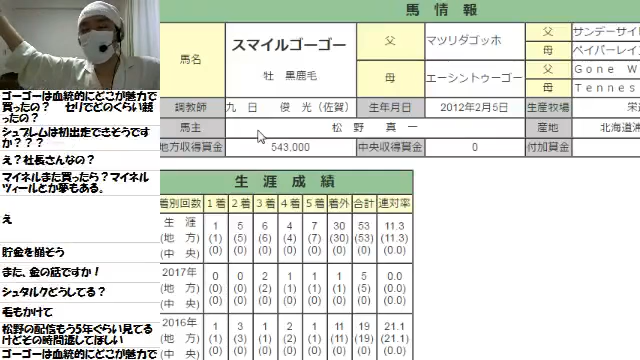 ゴーゴーは血統的にどこが魅力で
買ったの? セリでどのぐらい競
ったの?
シュプレムは初出走できそうです
か???
え?社長さんなの?
マイネルまた買ったら?マイネル
ツィールとか夢もある。
え
貯金を崩そう
また、金の話ですか!
シュタルクどうしてる?
毛もかけて
松野の配信もう5年ぐらい見てる
けどその時間返してほしい
ゴーゴーは血統的にどこが魅力で
馬情報
馬名 スマイルゴーゴー 牡 黒鹿毛
父 マツリダゴッホ 父 サンデーサイ
母 ペイパーレイ
母 エーシントゥーゴー 父 Gone W
母 Tennes
調教師 九日 俊光(佐賀) 生年月日 2012年2月5日 生産牧場
馬主 松野真一 産地 北海道浦
地方収得賞金 543,000 中央収得賞金 0 付加賞金
生涯成績
着別回数 1着 2着 3着 4着 5着 着外 合計 連対率
生涯 1 5 6 4 7 30 53 11.3
(地方) (1) (5) (6) (4) (7) (30) (53) (11.3)
(中央) (0) (0) (0) (0) (0) (0) (0) (0.0)
2017年 0 0 2 1 1 1 5 0.0
(地方) (0) (0) (2) (1) (1) (1) (5) (0.0)
(中央) (0) (0) (0) (0) (0) (0) (0) (0.0)
2016年 1 3 1 2 1 11 19 21.1
(地方) (1) (3) (1) (2) (1) (11) (19) (21.1)
(中央) (0) (0) (0) (0) (0) (0) (0) (0.0)